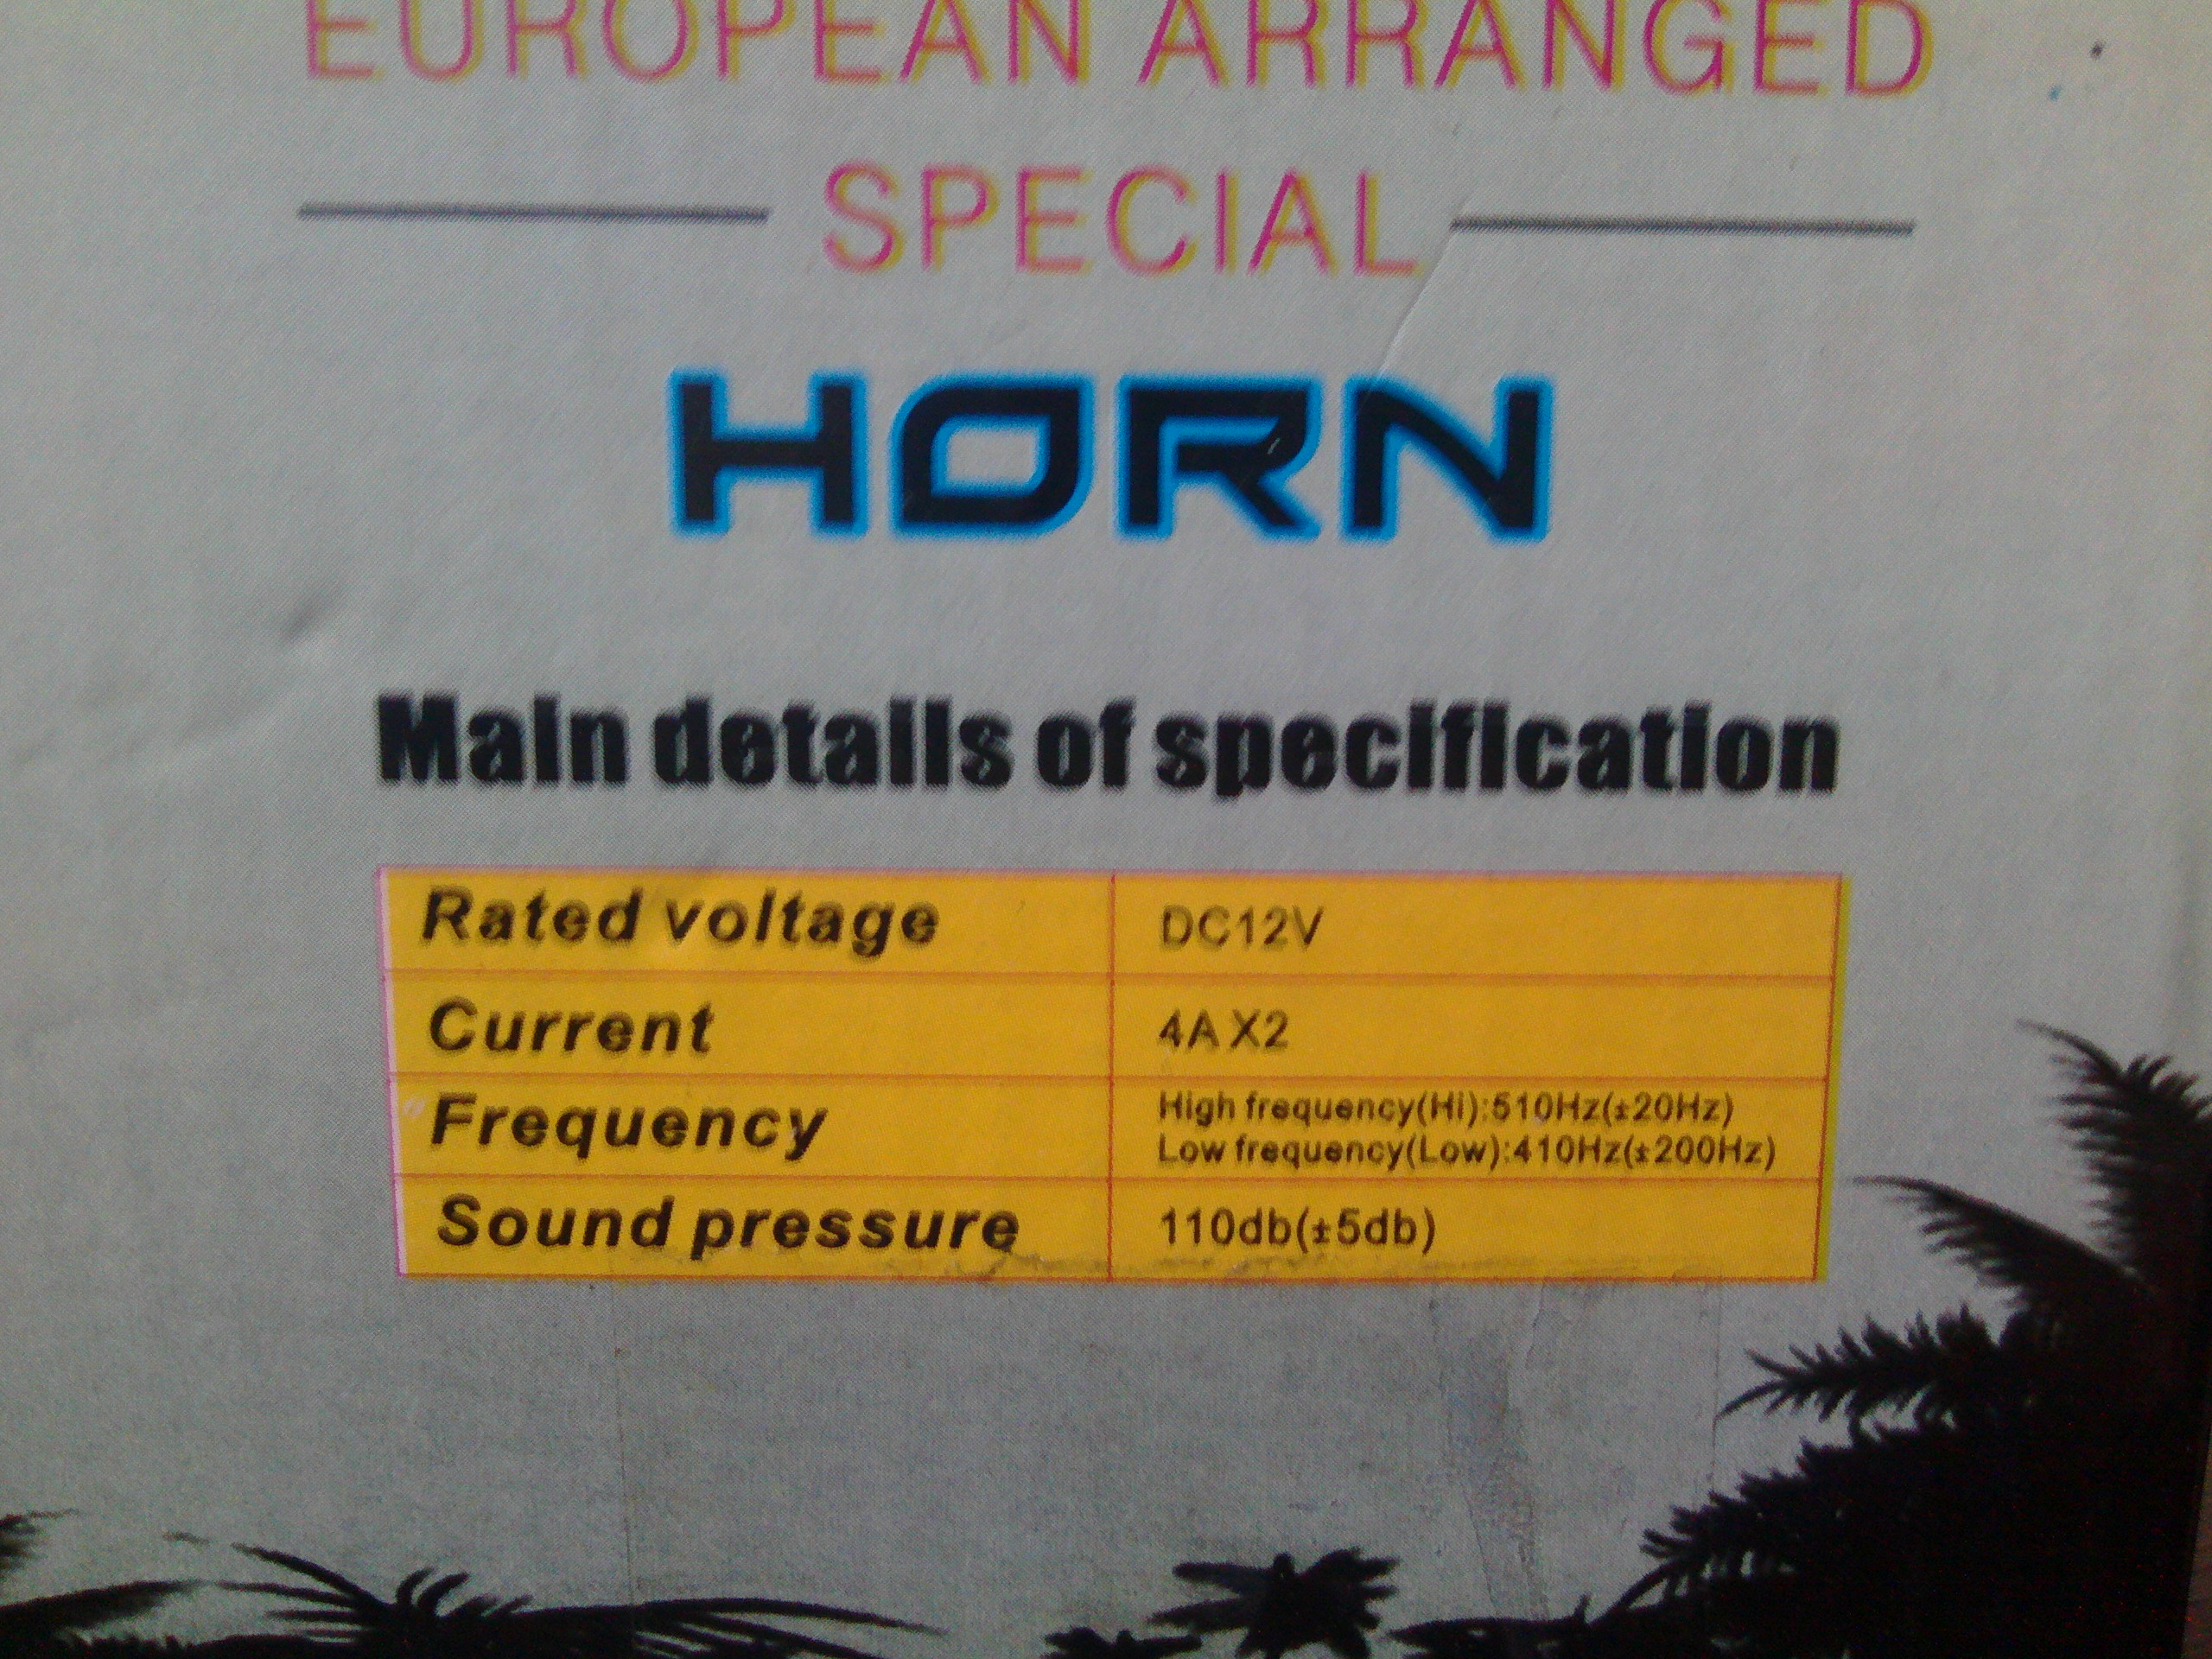 EUROPEAN ARRANGED
SPECIAL
HORN
Main details of specification
Rated voltage DC12V
Current 4A X2
Frequency High frequency(Hi):510Hz(±20Hz)
Low frequency(Low):410Hz(±200Hz)
Sound pressure 110db(±5db)